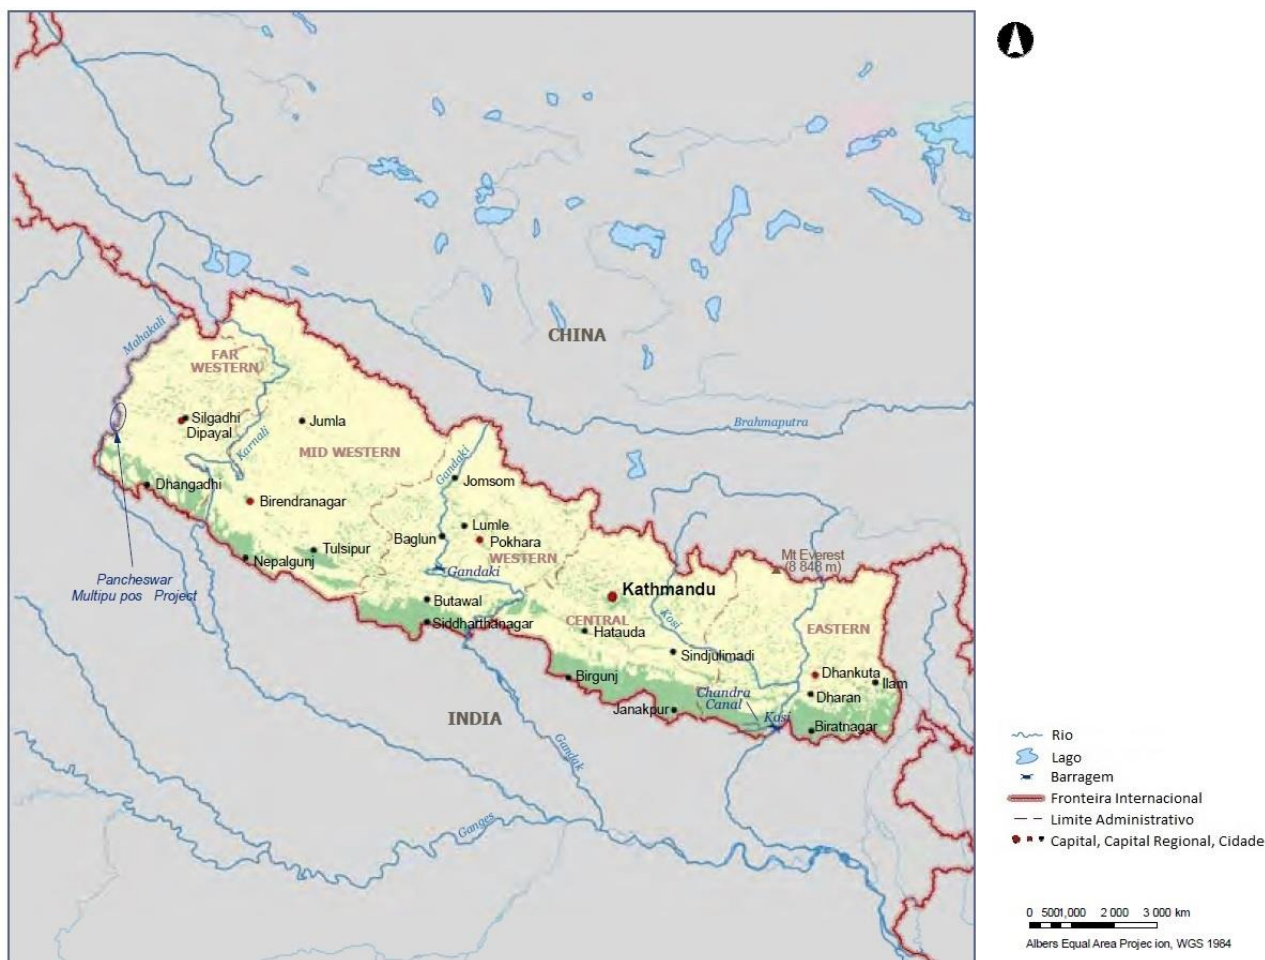 CHINA
Mahakali
FAR
WESTERN
Silgadhi
Dipayal
Jumla
Brahmaputra
Karnali
MID WESTERN
Gandaki
Jomsom
Dhangadhi
Birendranagar
Lumle
Baglun
Pokhara
WESTERN
Nepalgunj
Tulsipur
Mt Everest
(8 848 m)
Pancheswar
Multipu pos Project
Gandaki
Kathmandu
Butawal
Siddharthanagar
CENTRAL
Kosi
EASTERN
Hatauda
Sindjulimadi
Birgunj
Dhankuta
Ilam
Dharan
Chandra
Canal
Janakpur
Kosi
Biratnagar
INDIA
Gandak
Ganges
Rio
Lago
Barragem
Fronteira Internacional
Limite Administrativo
Capital, Capital Regional, Cidade
0 5001,000 2 000 3 000 km
Albers Equal Area Projec ion, WGS 1984